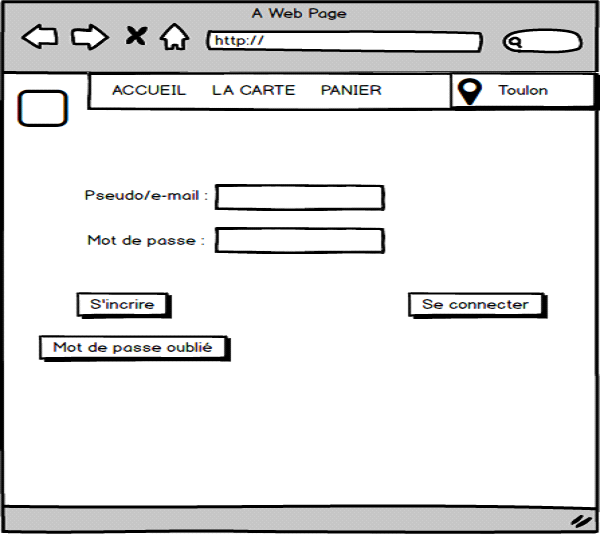 A Web Page
http://
ACCUEIL LA CARTE PANIER Toulon
Pseudo/e-mail :
Mot de passe :
S'incrire Se connecter
Mot de passe oublié